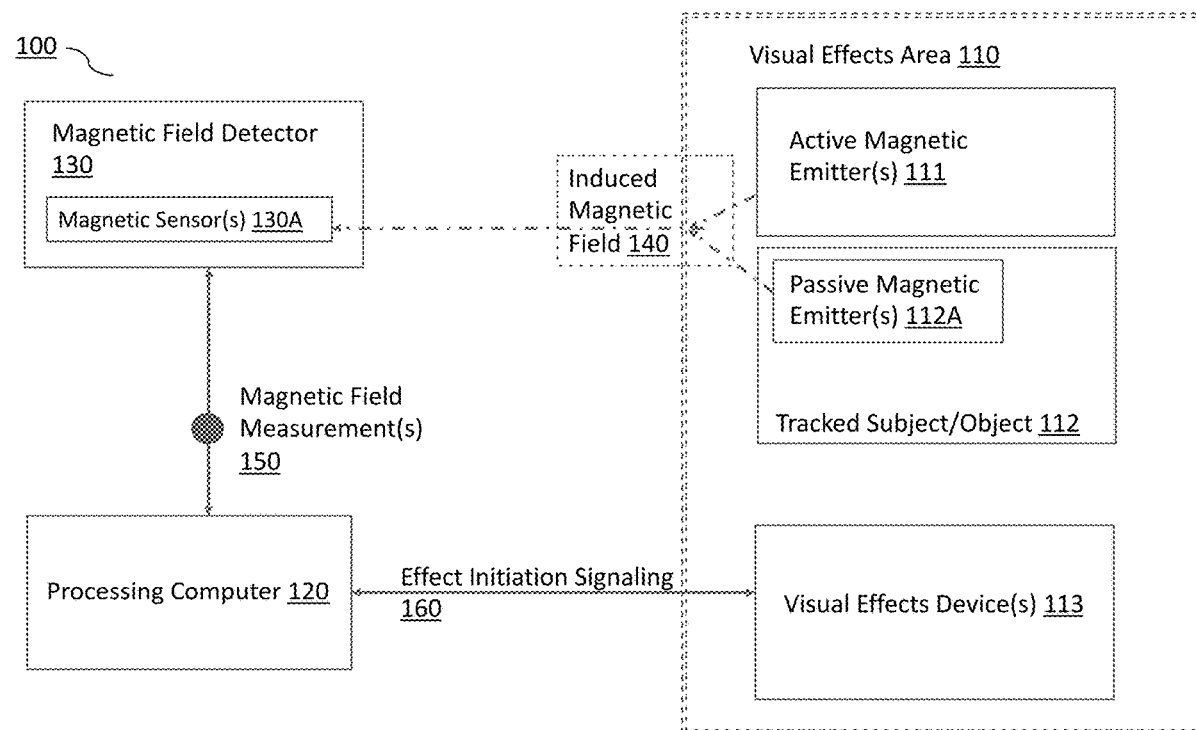 100
Visual Effects Area 110
Magnetic Field Detector
130
Magnetic Sensor(s) 130A
Induced
Magnetic
Field 140
Active Magnetic
Emitter(s) 111
Passive Magnetic
Emitter(s) 112A
Tracked Subject/Object 112
Magnetic Field
Measurement(s)
150
Processing Computer 120
Effect Initiation Signaling
160
Visual Effects Device(s) 113